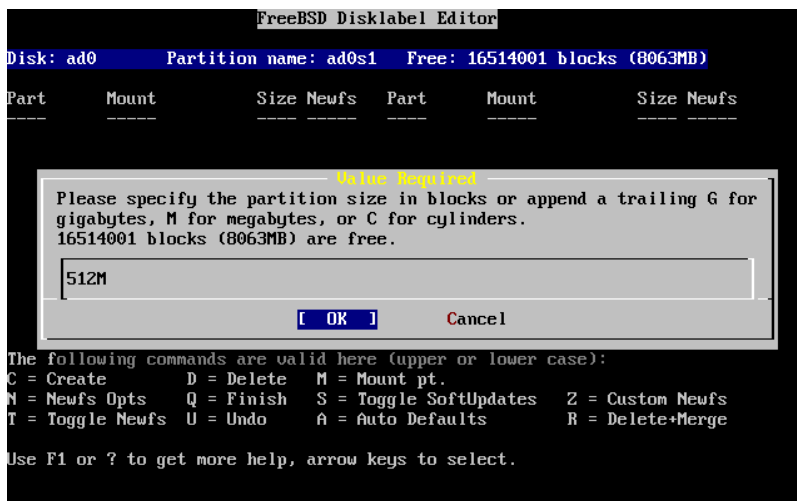 FreeBSD Disklabel Editor
Disk: ad0 Partition name: ad0s1 Free: 16514001 blocks (8063MB)
Part Mount Size Newfs Part Mount Size Newfs
---- ----- ---- ----- ---- ----- ---- -----
Value Required
Please specify the partition size in blocks or append a trailing G for
gigabytes, M for megabytes, or C for cylinders.
16514001 blocks (8063MB) are free.
512M
[ OK ] Cancel
The following commands are valid here (upper or lower case):
C = Create D = Delete M = Mount pt.
N = Newfs Opts Q = Finish S = Toggle SoftUpdates Z = Custom Newfs
T = Toggle Newfs U = Undo A = Auto Defaults R = Delete+Merge
Use F1 or ? to get more help, arrow keys to select.